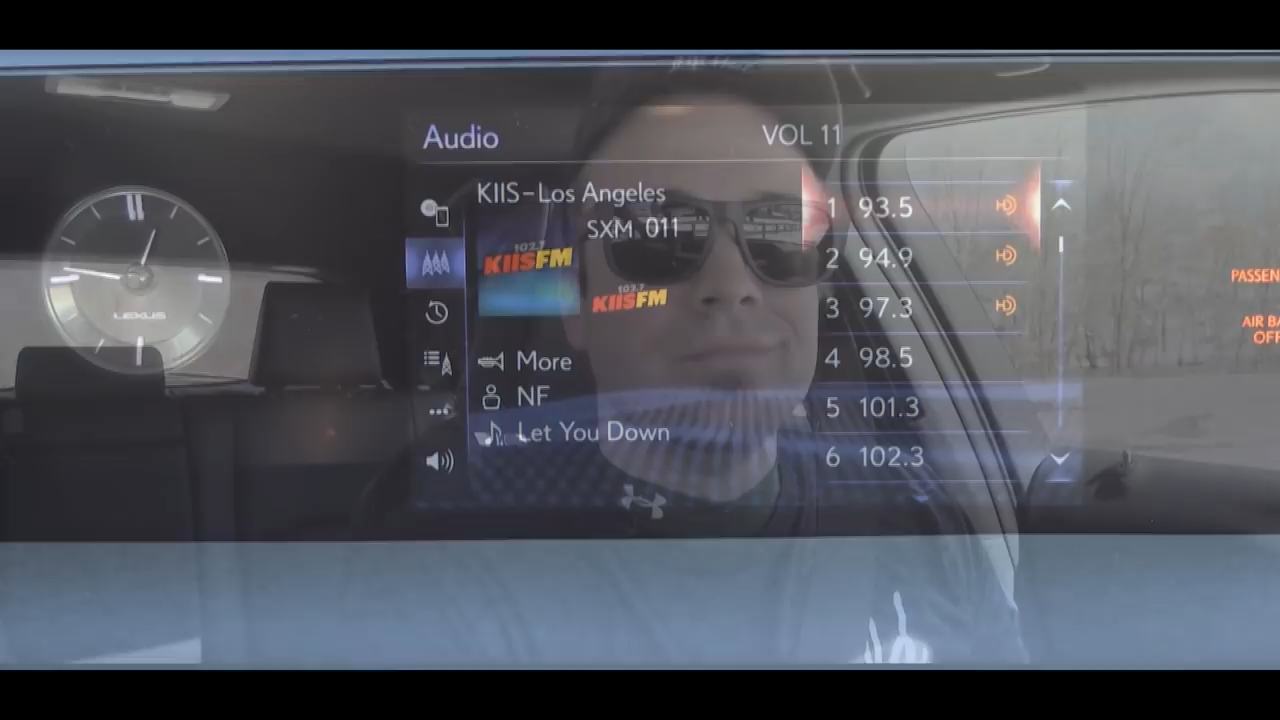 Audio
VOL 11
KIIS-Los Angeles
SXM 011
102.7
KIISFM
102.7
KIISFM
More
NF
Let You Down
1 93.5
2 94.9
3 97.3
4 98.5
5 101.3
6 102.3
LEXUS
PASSEN
AIR BA
OFF